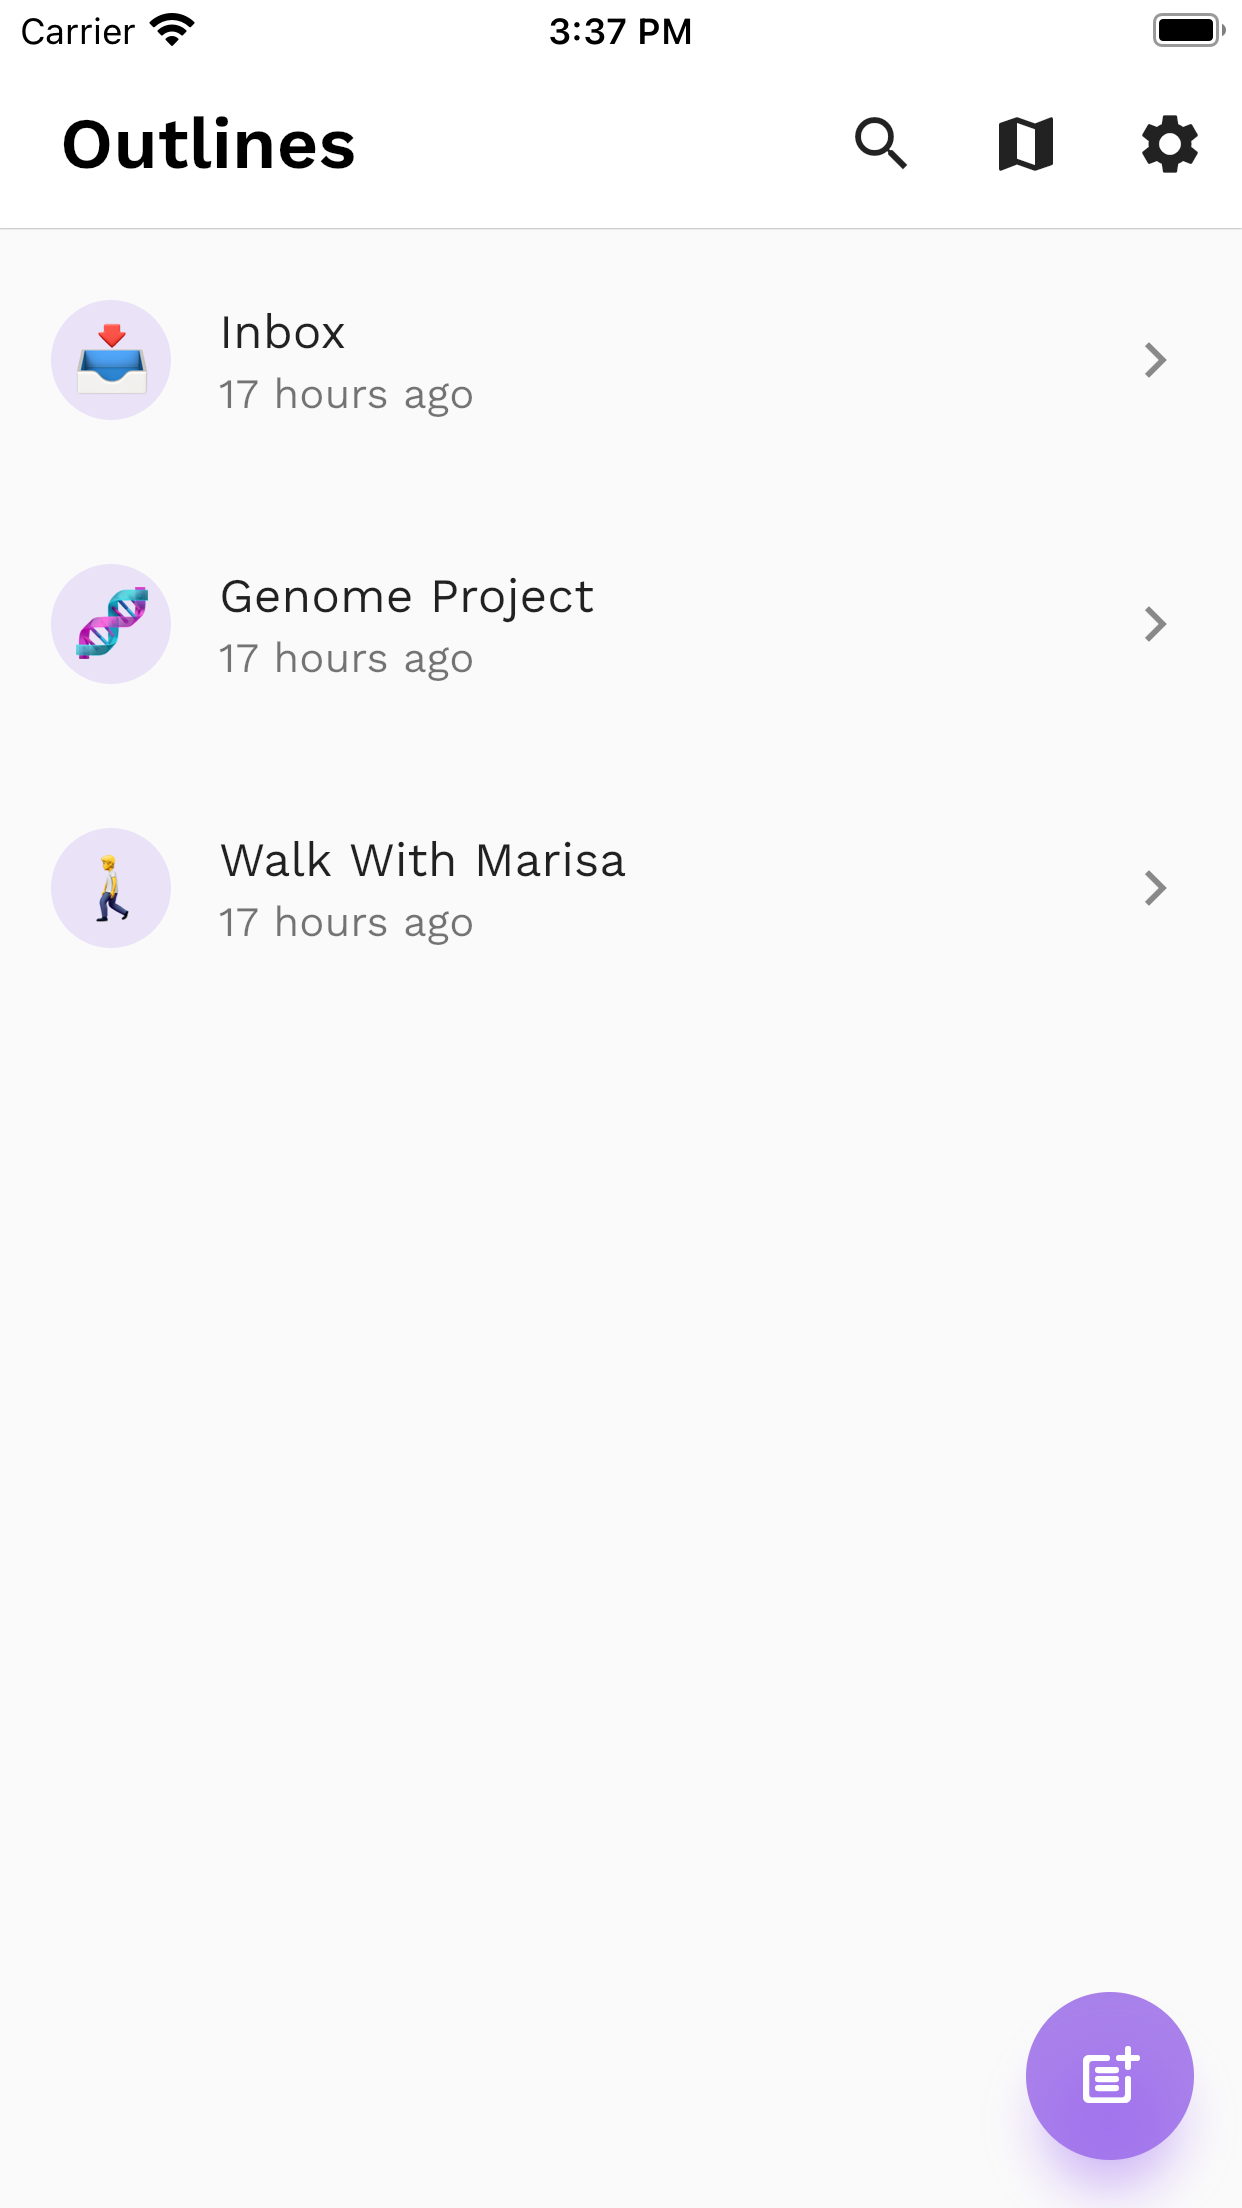 Carrier 3:37 PM
Outlines
Inbox
17 hours ago
Genome Project
17 hours ago
Walk With Marisa
17 hours ago